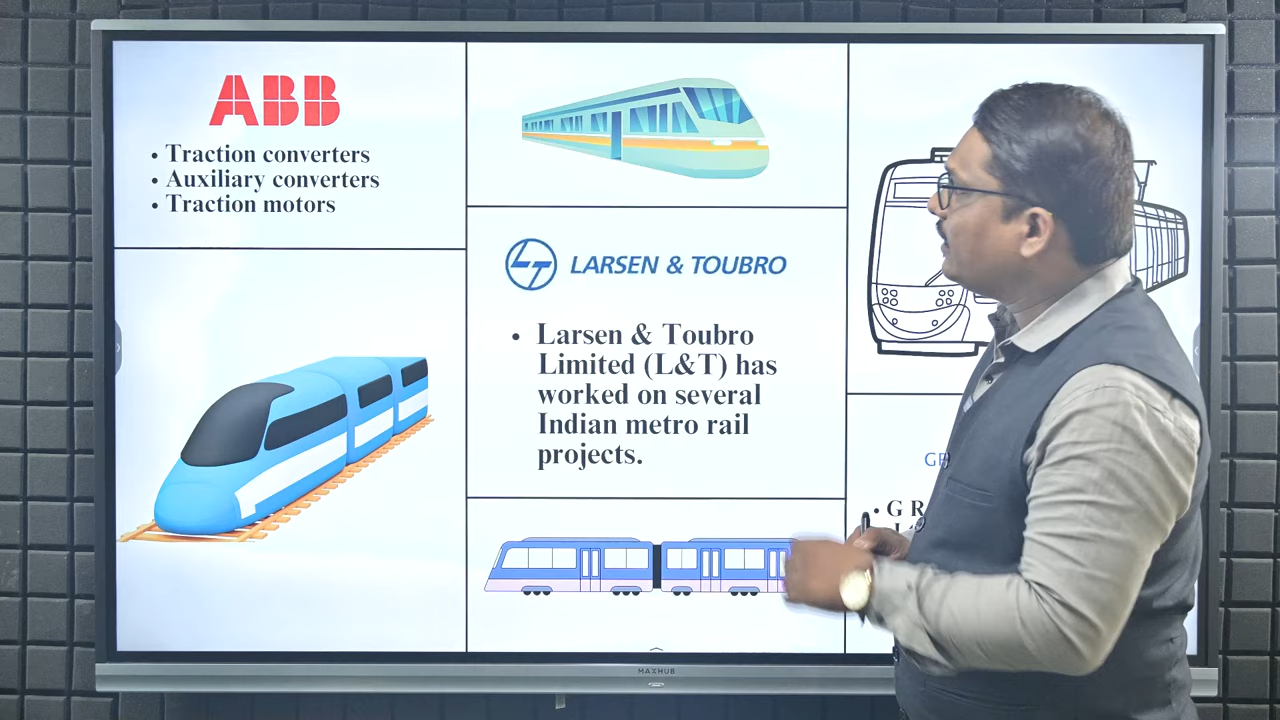 ABB
• Traction converters
• Auxiliary converters
• Traction motors
LT LARSEN & TOUBRO
• Larsen & Toubro
Limited (L&T) has
worked on several
Indian metro rail
projects.
• G R
MAXHUB